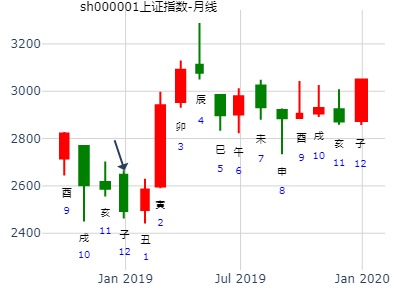 sh000001上证指数-月线
3200
3000
2800
2600
2400
酉
9
戌
10
亥
11
子
12
丑
1
寅
2
卯
3
辰
4
巳
5
午
6
未
7
申
8
酉
9
戌
10
亥
11
子
12
Jan 2019
Jul 2019
Jan 2020